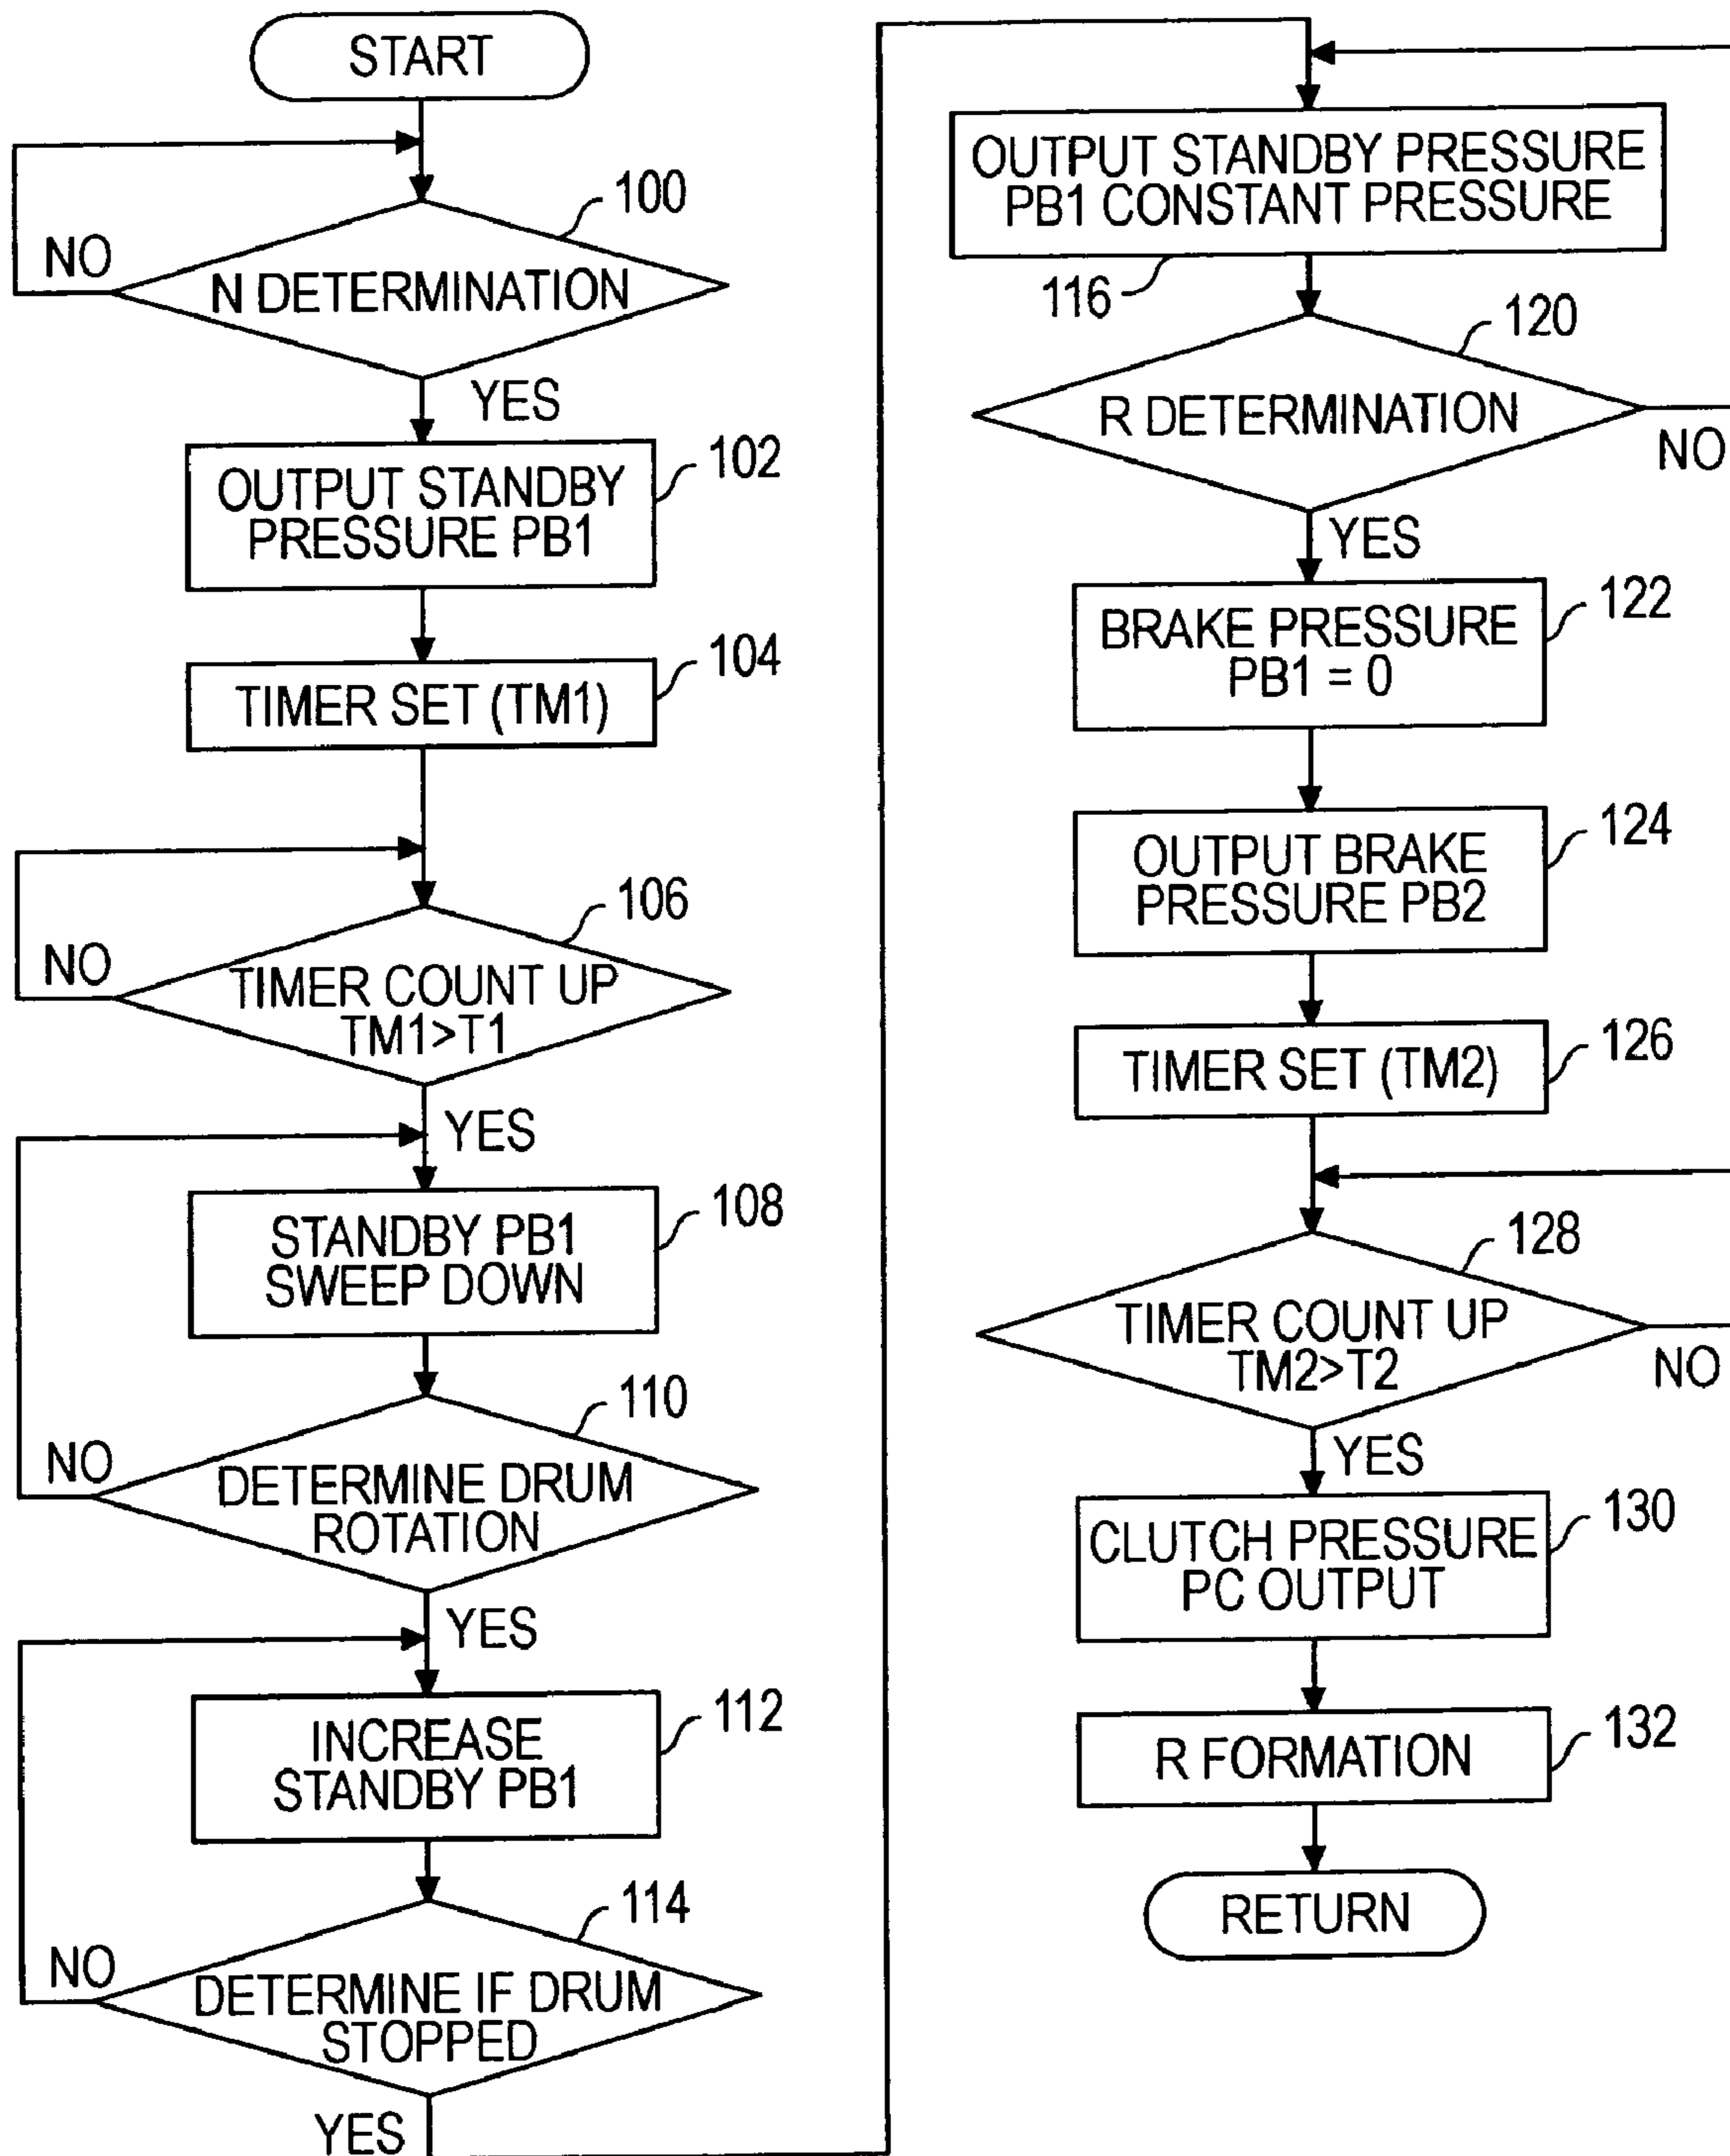 START
100
NO
N DETERMINATION
YES
102
OUTPUT STANDBY
PRESSURE PB1
104
TIMER SET (TM1)
106
NO
TIMER COUNT UP
TM1>T1
YES
108
STANDBY PB1
SWEEP DOWN
110
NO
DETERMINE DRUM
ROTATION
YES
112
INCREASE
STANDBY PB1
114
NO
DETERMINE IF DRUM
STOPPED
YES
OUTPUT STANDBY PRESSURE
PB1 CONSTANT PRESSURE
116
120
R DETERMINATION
NO
YES
122
BRAKE PRESSURE
PB1 = 0
124
OUTPUT BRAKE
PRESSURE PB2
126
TIMER SET (TM2)
128
TIMER COUNT UP
TM2>T2
NO
YES
130
CLUTCH PRESSURE
PC OUTPUT
132
R FORMATION
RETURN